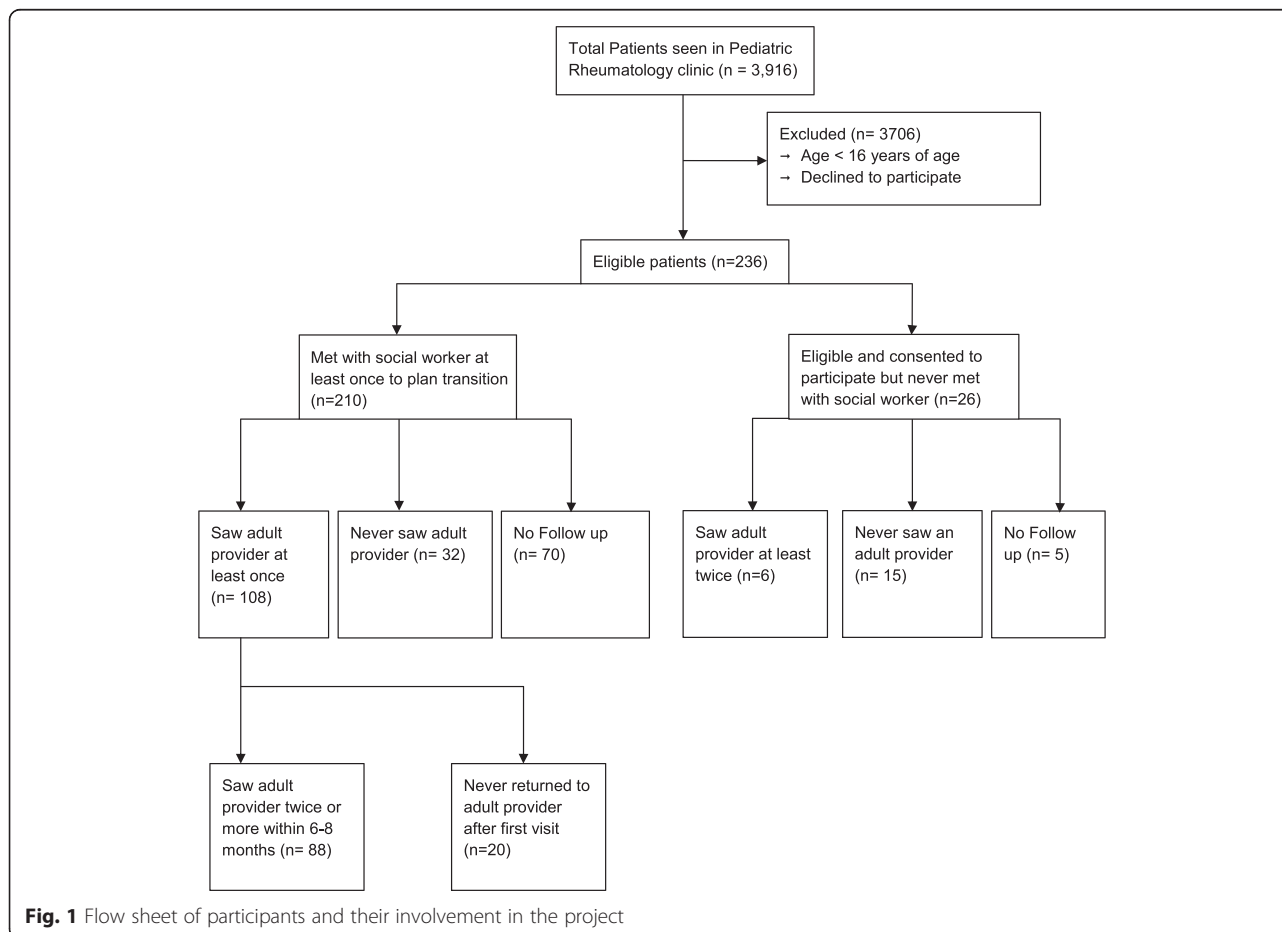 Total Patients seen in Pediatric
Rheumatology clinic (n = 3,916)
Excluded (n= 3706)
→ Age < 16 years of age
→ Declined to participate
Eligible patients (n=236)
Met with social worker at
least once to plan transition
(n=210)
Eligible and consented to
participate but never met
with social worker (n=26)
Saw adult
provider at
least once
(n= 108)
Never saw adult
provider (n= 32)
No Follow up
(n= 70)
Saw adult
provider at least
twice (n=6)
Never saw an
adult provider
(n= 15)
No Follow
up (n= 5)
Saw adult
provider twice or
more within 6-8
months (n= 88)
Never returned to
adult provider
after first visit
(n=20)
Fig. 1 Flow sheet of participants and their involvement in the project